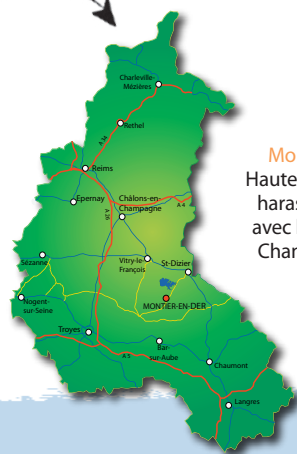 Charleville-
Mézières
Rethel
A 34
Reims
Epernay
Châlons-en-
Champagne
A 4
A 26
Sézanne
Vitry-le-
François
St-Dizier
Nogent-
sur-Seine
MONTIER-EN-DER
Troyes
A 5
Bar-
sur-Aube
Chaumont
Langres
Mo
Haute
haras
avec l
Char